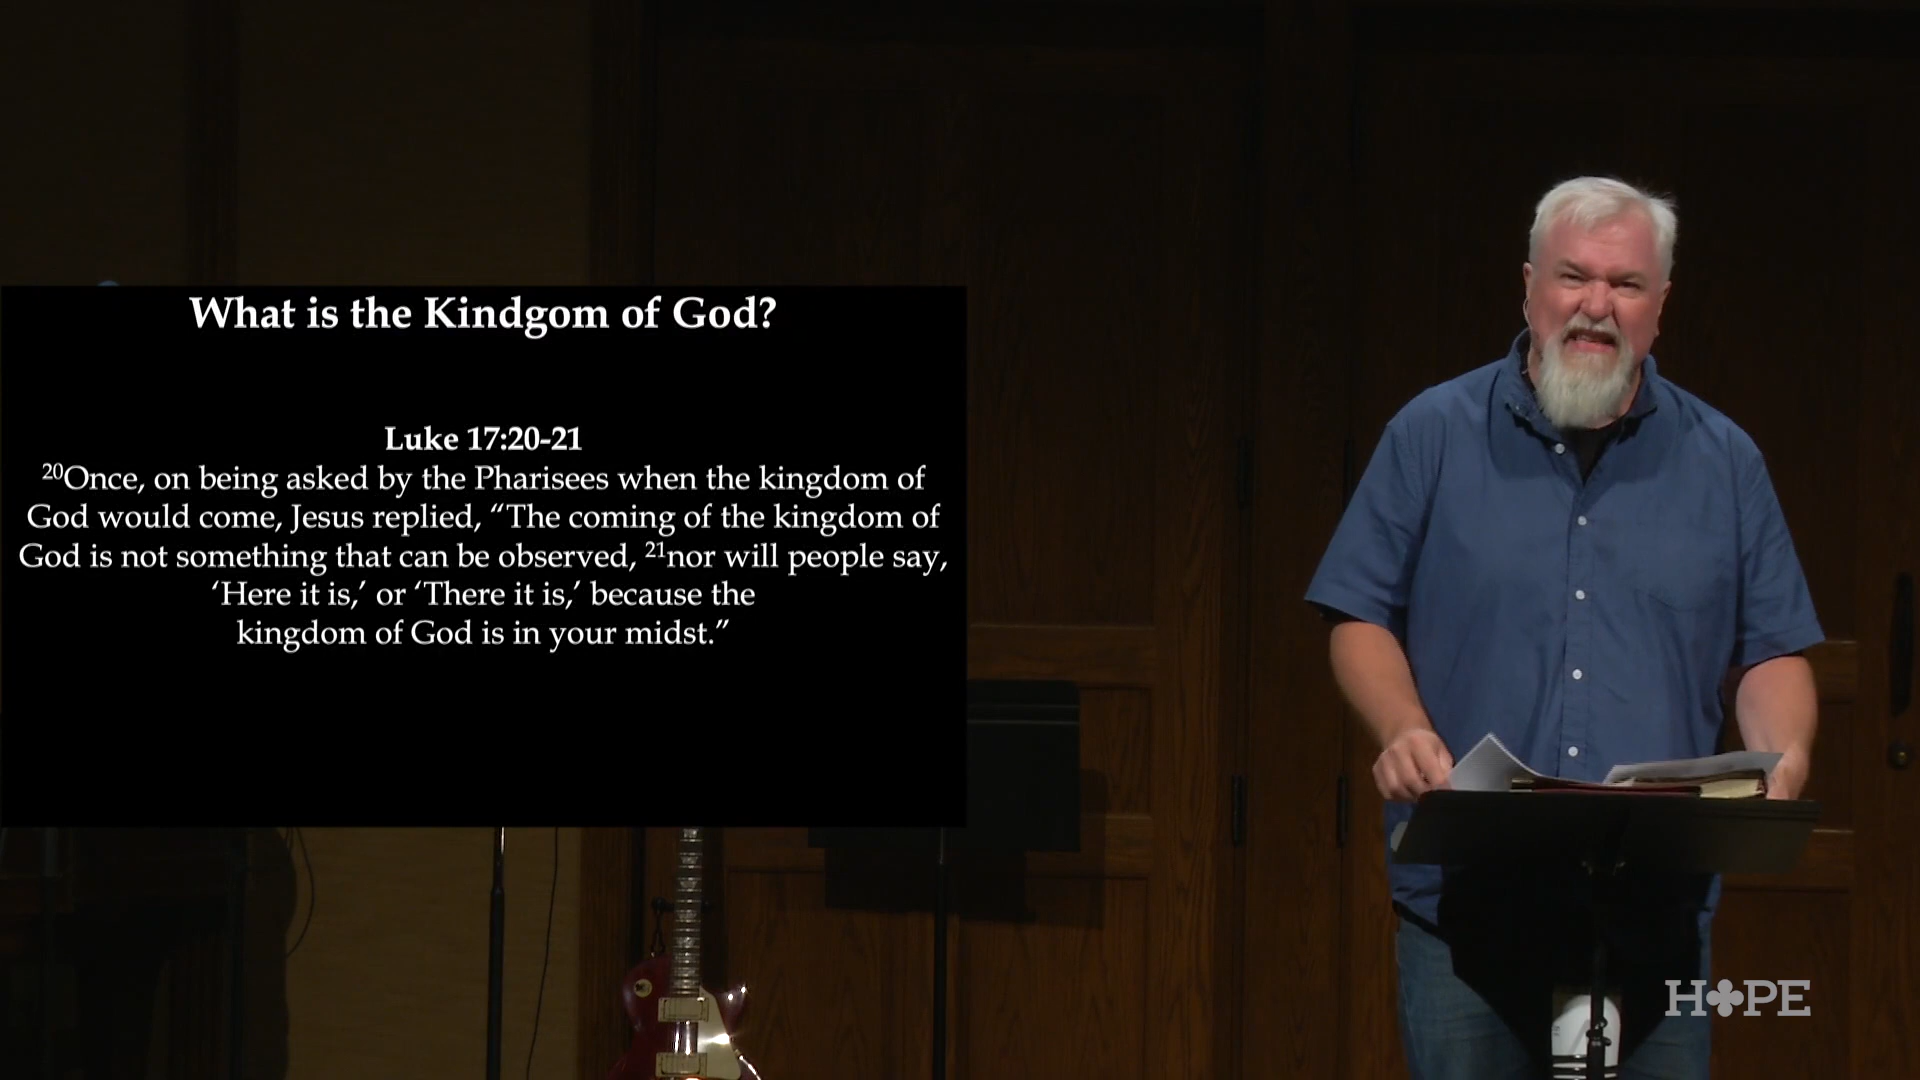 What is the Kindgom of God?
Luke 17:20-21
20Once, on being asked by the Pharisees when the kingdom of
God would come, Jesus replied, “The coming of the kingdom of
God is not something that can be observed, 21nor will people say,
‘Here it is,’ or ‘There it is,’ because the
kingdom of God is in your midst.”
HOPE